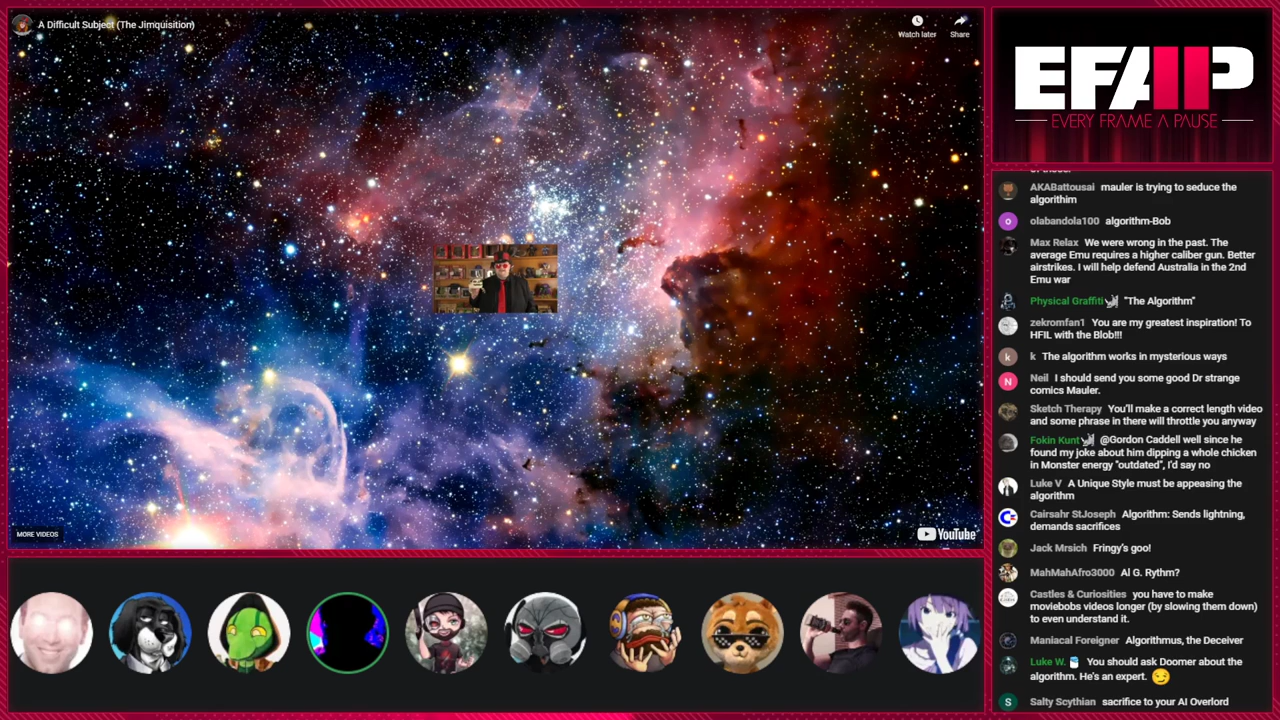 A Difficult Subject (The Jimquisition)
Watch later
Share
MORE VIDEOS
YouTube
EFAP
EVERY FRAME A PAUSE
AKABattousai mauler is trying to seduce the
algorithim
olabandola100 algorithm-Bob
Max Relax We were wrong in the past. The
average Emu requires a higher caliber gun. Better
airstrikes. I will help defend Australia in the 2nd
Emu war
Physical Graffiti "The Algorithm"
zekromfan1 You are my greatest inspiration! To
HFIL with the Blob!!!
k k The algorithm works in mysterious ways
N Neil I should send you some good Dr strange
comics Mauler.
Sketch Therapy You'll make a correct length video
and some phrase in there will throttle you anyway
Fokin Kunt @Gordon Caddell well since he
found my joke about him dipping a whole chicken
in Monster energy "outdated", I'd say no
Luke V A Unique Style must be appeasing the
algorithm
Cairsahr StJoseph Algorithm: Sends lightning,
demands sacrifices
Jack Mrsich Fringy's goo!
MahMahAfro3000 Al G. Rythm?
Castles & Curiosities you have to make
moviebobs videos longer (by slowing them down)
to even understand it.
Maniacal Foreigner Algorithmus, the Deceiver
Luke W. You should ask Doomer about the
algorithm. He's an expert.
S Salty Scythian sacrifice to your AI Overlord